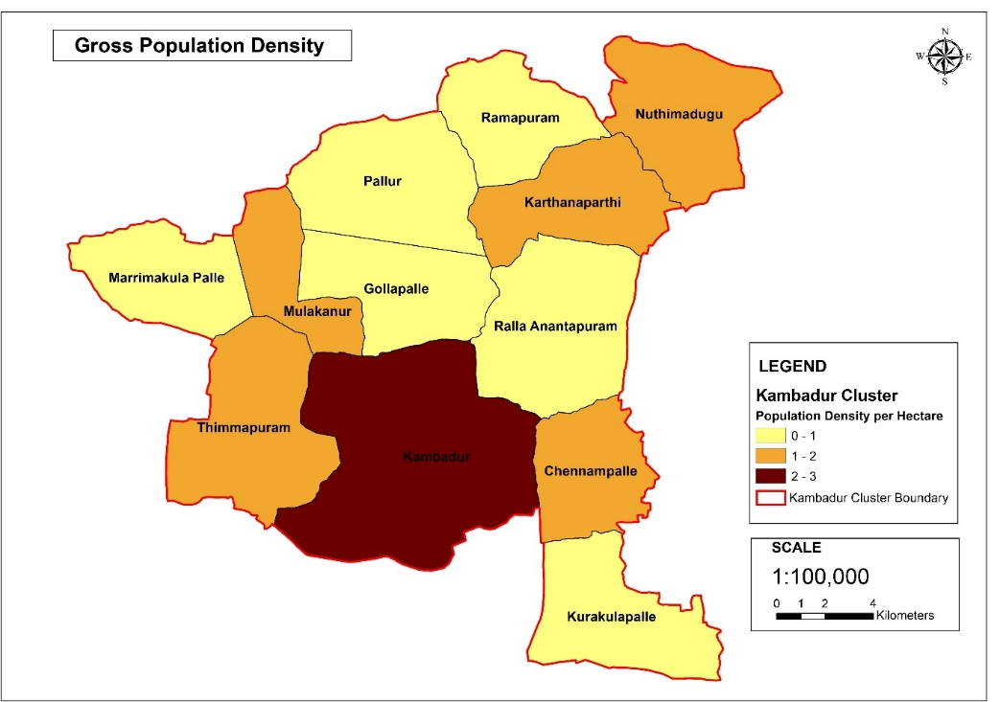 Gross Population Density
N
W E
S
Ramapuram
Nuthimadugu
Pallur
Karthanaparthi
Marrimakula Palle
Gollapalle
Mulakanur
Ralla Anantapuram
Thimmapuram
Kambadur
Chennampalle
Kurakulapalle
LEGEND
Kambadur Cluster
Population Density per Hectare
0 - 1
1 - 2
2 - 3
Kambadur Cluster Boundary
SCALE
1:100,000
0 1 2 4
Kilometers